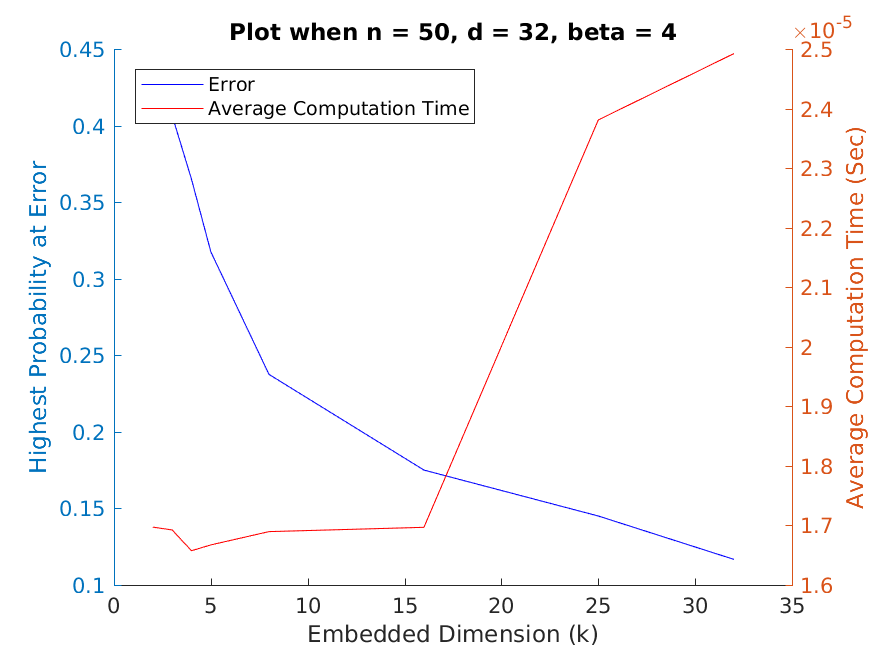 Plot when n = 50, d = 32, beta = 4
×10-5
Error
Average Computation Time
Highest Probability at Error
0.45
0.4
0.35
0.3
0.25
0.2
0.15
0.1
2.5
2.4
2.3
2.2
2.1
2
1.9
1.8
1.7
1.6
Average Computation Time (Sec)
0 5 10 15 20 25 30 35
Embedded Dimension (k)